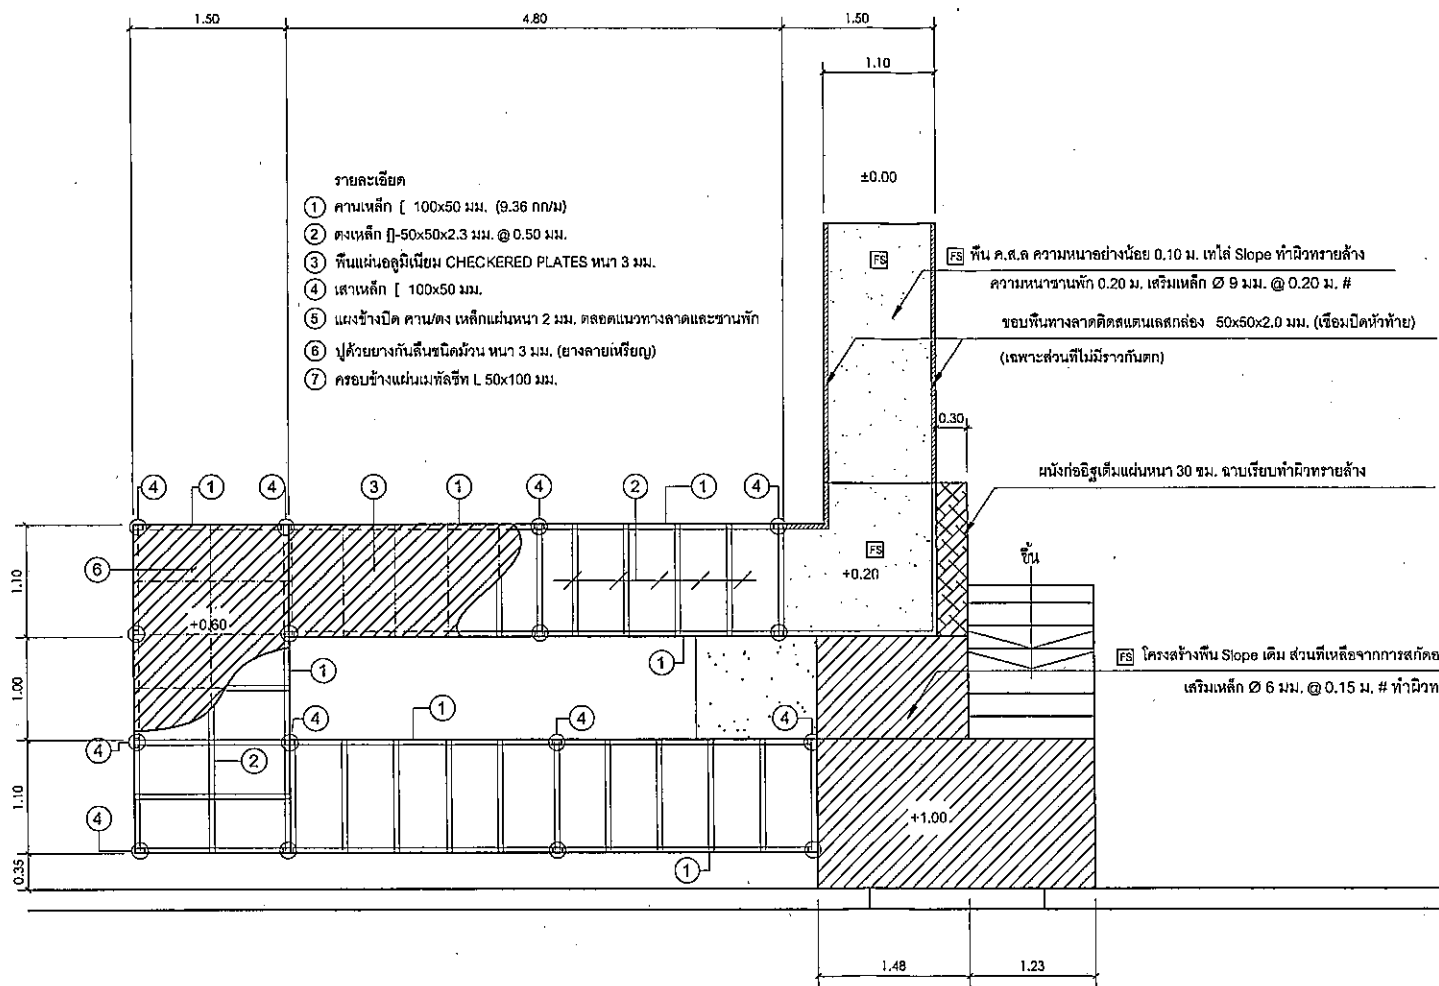 1.50
4.80
1.50
1.10
±0.00
รายละเอียด
1 คานเหล็ก [ 100x50 มม. (9.36 กก/ม)
2 ตงเหล็ก []-50x50x2.3 มม. @ 0.50 มม.
3 พื้นแผ่นอลูมิเนียม CHECKERED PLATES หนา 3 มม.
4 เสาเหล็ก [ 100x50 มม.
5 แผงข้างปิด คาน/ตง เหล็กแผ่นหนา 2 มม. ตลอดแนวทางลาดและชานพัก
6 ปูด้วยยางกันลื่นชนิดม้วน หนา 3 มม. (ยางลายเหรียญ)
7 ครอบข้างแผ่นเมทัลชีท L 50x100 มม.
FS
FS พื้น ค.ส.ล ความหนาอย่างน้อย 0.10 ม. เทไล่ Slope ทำผิวทรายล้าง
ความหนาชานพัก 0.20 ม. เสริมเหล็ก Ø 9 มม. @ 0.20 ม. #
ขอบพื้นทางลาดติดสแตนเลสกล่อง 50x50x2.0 มม. (เชื่อมปิดหัวท้าย)
(เฉพาะส่วนที่ไม่มีราวกันตก)
0.30
ผนังก่ออิฐเต็มแผ่นหนา 30 ซม. ฉาบเรียบทำผิวทรายล้าง
4 1 4 3 1 4 2 1 4
1.10
6
FS
+0.20
ขึ้น
+0.60
1.00
1
1
FS โครงสร้างพื้น Slope เดิม ส่วนที่เหลือจากการสกัดอ
เสริมเหล็ก Ø 6 มม. @ 0.15 ม. # ทำผิวท
4 1 4 4
4
2
1.10
4
+1.00
1
0.35
1.48
1.23